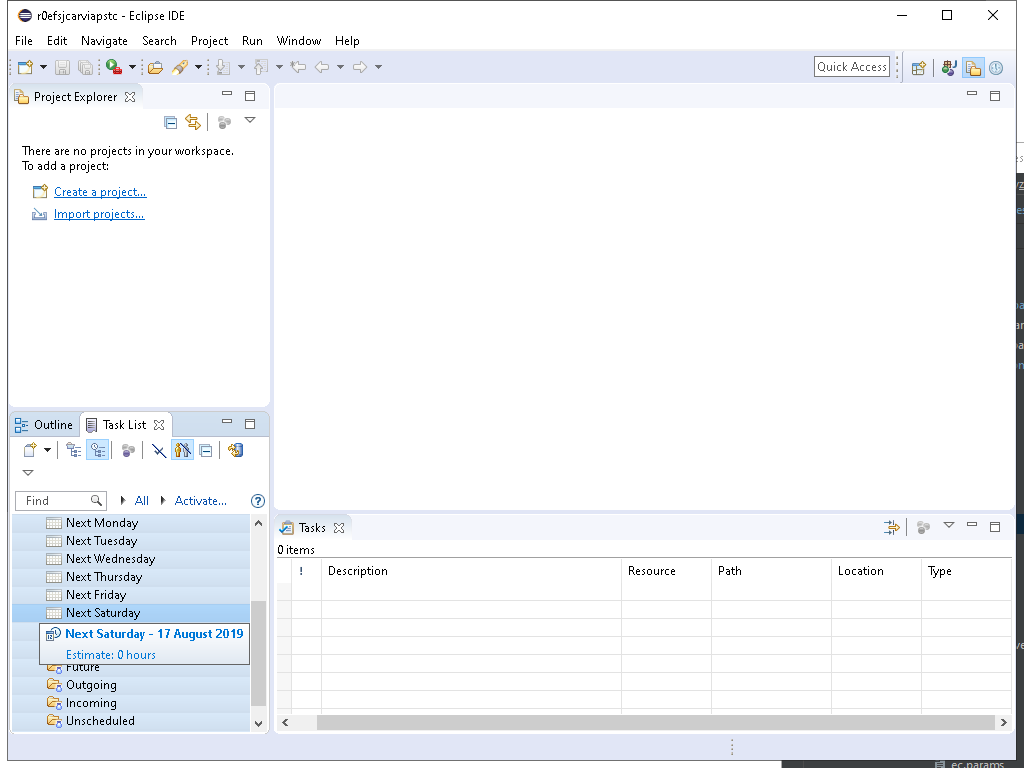 r0efsjcarviapstc - Eclipse IDE
File Edit Navigate Search Project Run Window Help
Quick Access
Project Explorer
There are no projects in your workspace.
To add a project:
Create a project...
Import projects...
Outline Task List
Find All Activate...
Next Monday
Next Tuesday
Next Wednesday
Next Thursday
Next Friday
Next Saturday
Next Saturday - 17 August 2019
Estimate: 0 hours
Future
Outgoing
Incoming
Unscheduled
Tasks
0 items
! Description Resource Path Location Type
ec.params